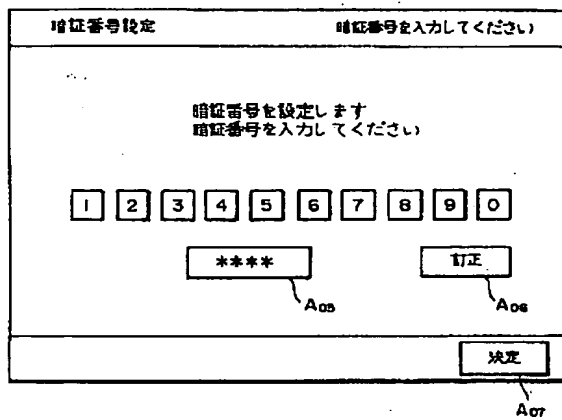 暗証番号設定 暗証番号を入力してください
暗証番号を設定します
暗証番号を入力してください
1 2 3 4 5 6 7 8 9 0
**** 訂正
A05 A06
決定
A07